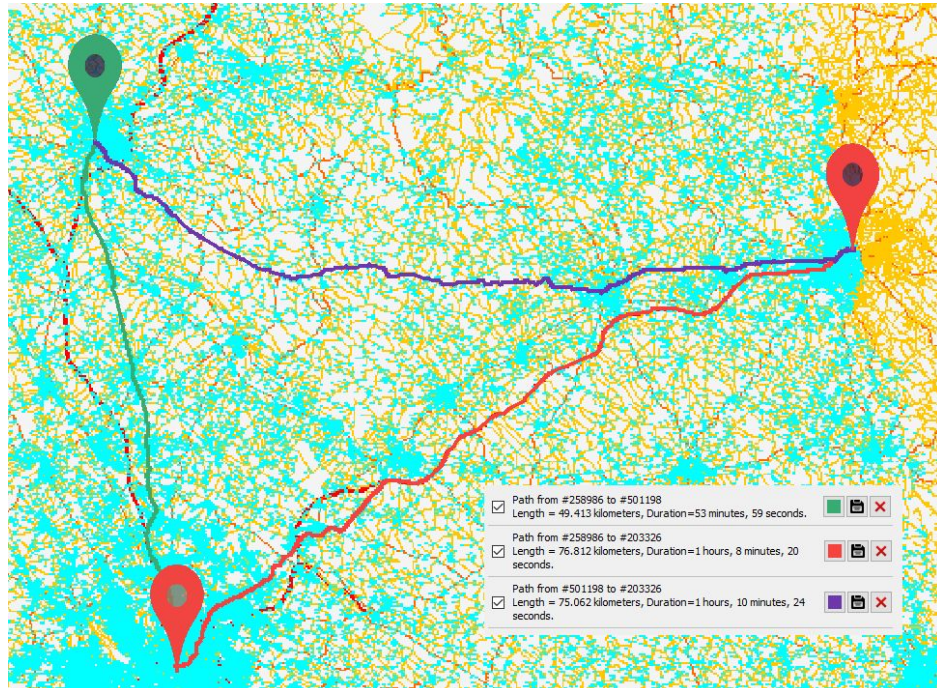 Path from #258986 to #501198
Length = 49.413 kilometers, Duration=53 minutes, 59 seconds.
Path from #258986 to #203326
Length = 76.812 kilometers, Duration=1 hours, 8 minutes, 20
seconds.
Path from #501198 to #203326
Length = 75.062 kilometers, Duration=1 hours, 10 minutes, 24
seconds.